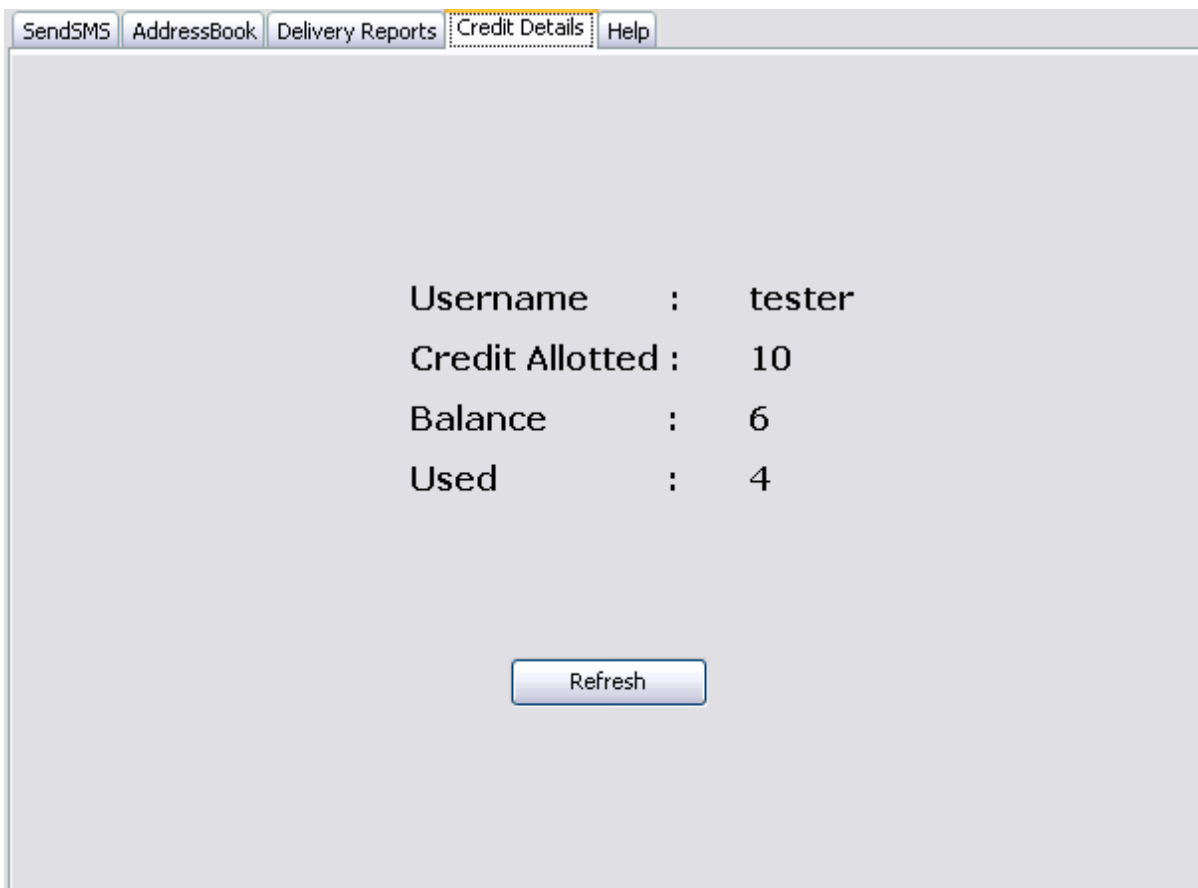 SendSMS AddressBook Delivery Reports Credit Details Help
Username : tester
Credit Allotted : 10
Balance : 6
Used : 4
Refresh